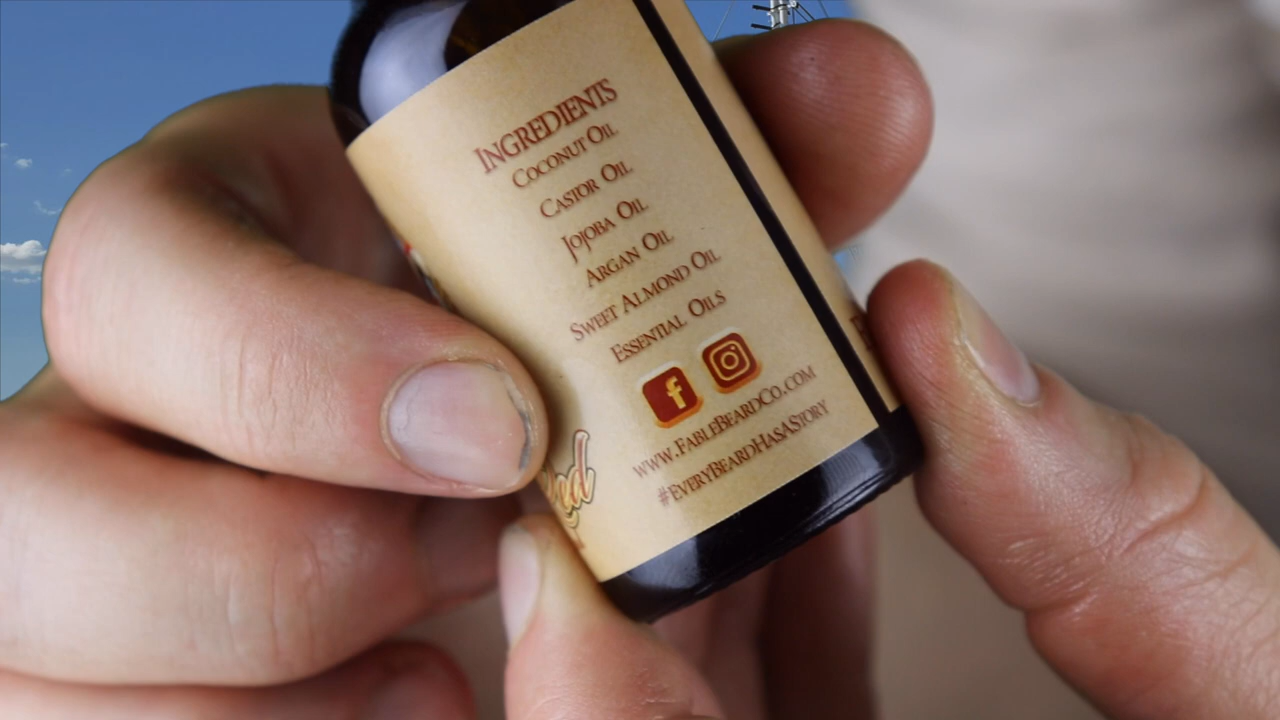 INGREDIENTS
COCONUT OIL
CASTOR OIL
JOJOBA OIL
ARGAN OIL
SWEET ALMOND OIL
ESSENTIAL OILS
WWW.FABLEBEARDCO.COM
#EVERYBEARDHASASTORY